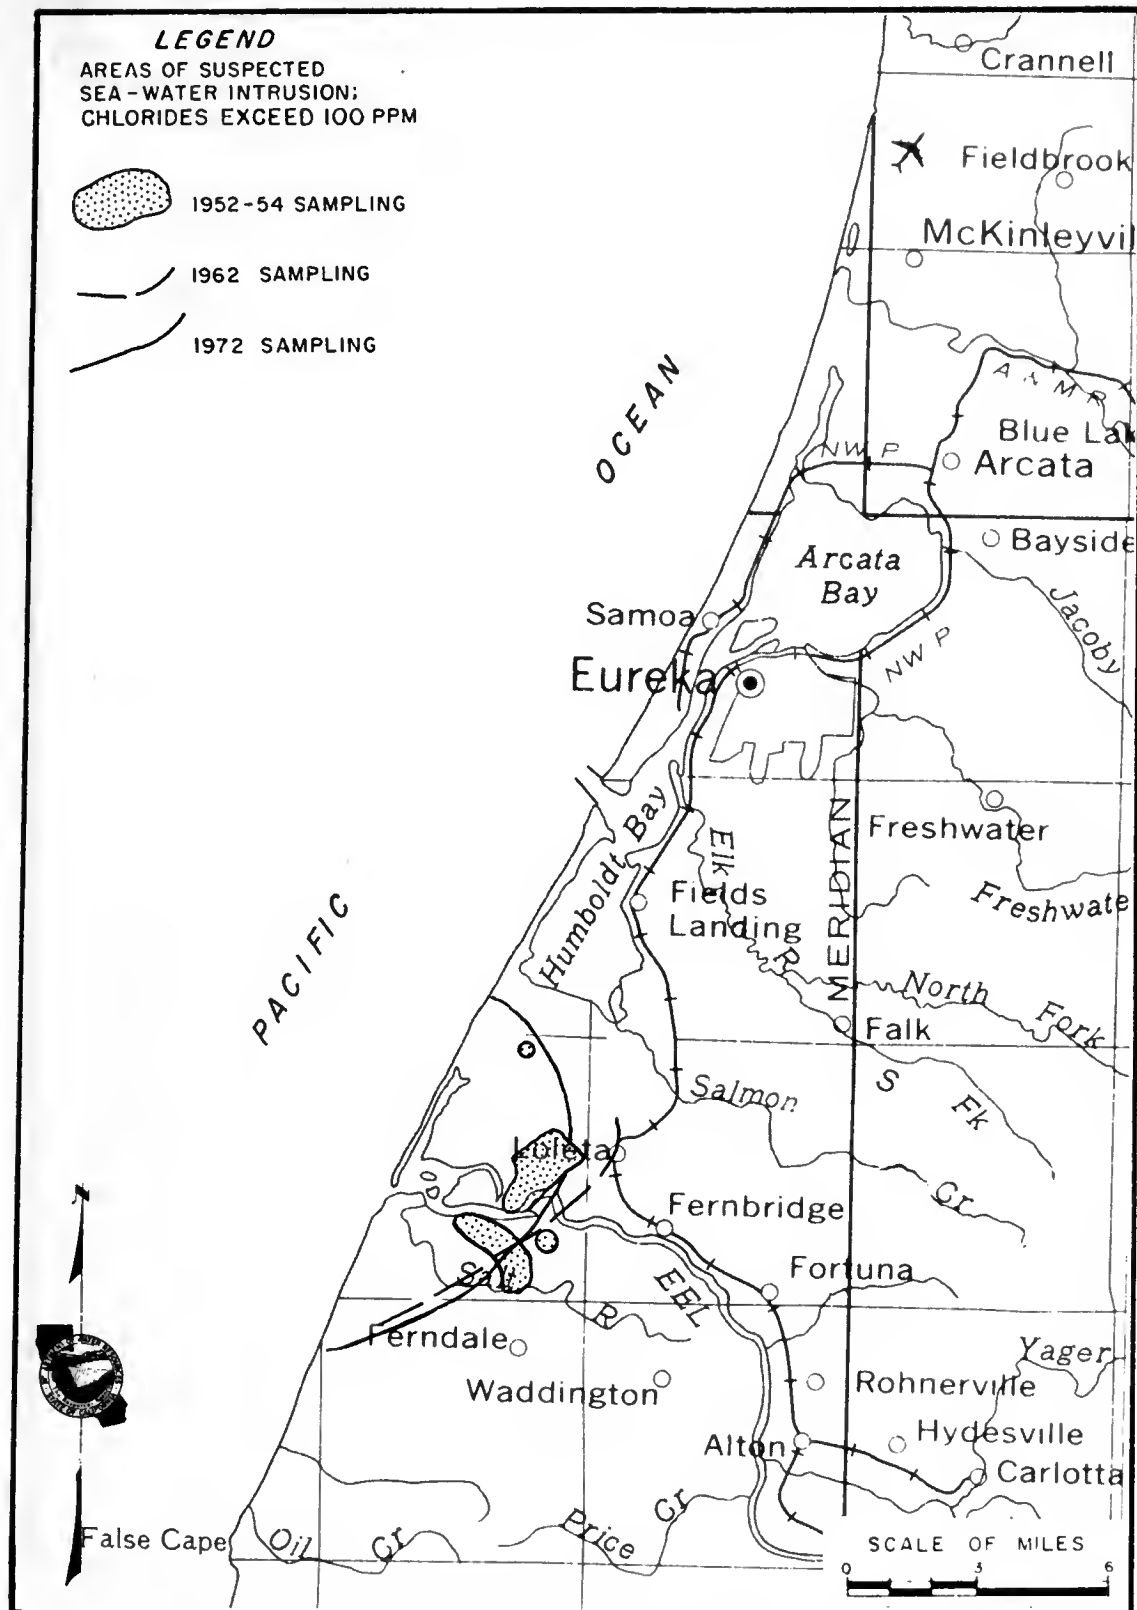 LEGEND
AREAS OF SUSPECTED
SEA-WATER INTRUSION;
CHLORIDES EXCEED 100 PPM
1952-54 SAMPLING
1962 SAMPLING
1972 SAMPLING
Crannell
Fieldbrook
McKinleyvil
OCEAN
A & M R
Blue Lak
NW P
Arcata
Bayside
Arcata
Bay
Jacoby
Samoa
NW P
Eureka
Humboldt Bay
Elk
R
MERIDIAN
Freshwater
Freshwate
Fields
Landing
PACIFIC
North
Fork
Falk
S Fk
Salmon
Cr
Loleta
Fernbridge
EEL
Fortuna
Salt
R
Ferndale
Waddington
Yager
Rohnerville
Hydesville
Alton
Carlotta
False Cape
Oil Cr
Price Cr
N
SCALE OF MILES
0 3 6